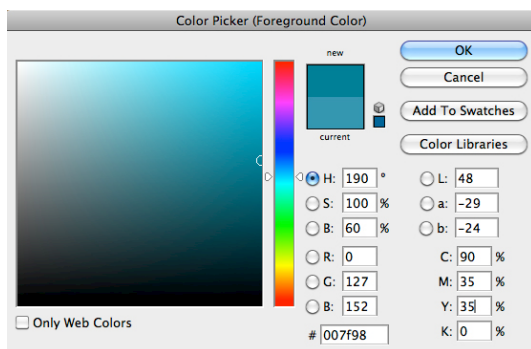 Color Picker (Foreground Color)
new
current
OK
Cancel
Add To Swatches
Color Libraries
H: 190 °
S: 100 %
B: 60 %
R: 0
G: 127
B: 152
# 007f98
L: 48
a: -29
b: -24
C: 90 %
M: 35 %
Y: 35 %
K: 0 %
Only Web Colors